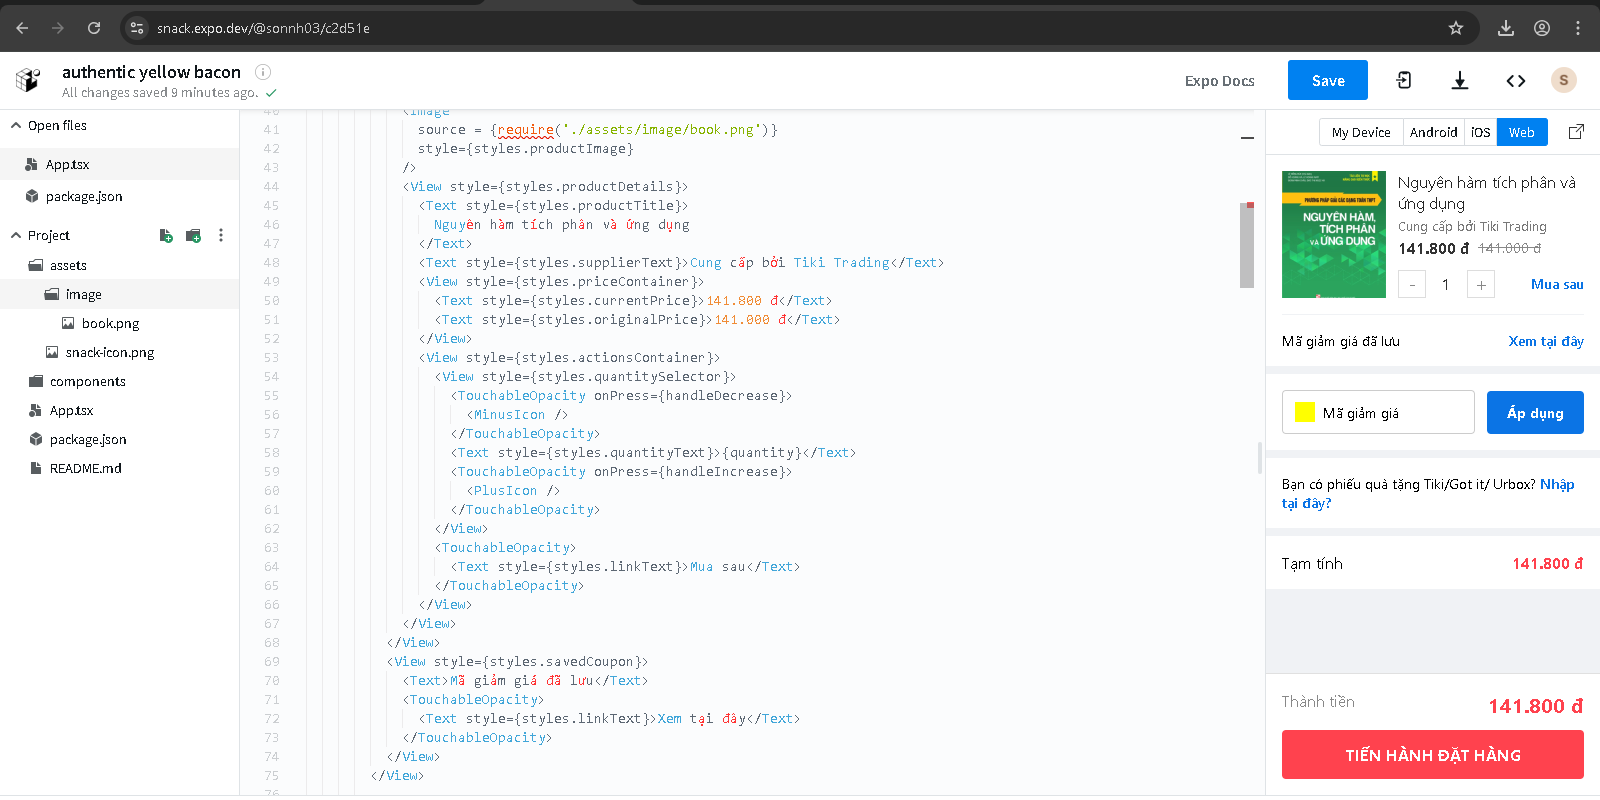 snack.expo.dev/@sonnh03/c2d51e
authentic yellow bacon
All changes saved 9 minutes ago.
Expo Docs
Save
S
Open files
App.tsx
package.json
Project
assets
image
book.png
snack-icon.png
components
App.tsx
package.json
README.md
40 <Image
41 source = {require('./assets/image/book.png')}
42 style={styles.productImage}
43 />
44 <View style={styles.productDetails}>
45 <Text style={styles.productTitle}>
46 Nguyên hàm tích phân và ứng dụng
47 </Text>
48 <Text style={styles.supplierText}>Cung cấp bởi Tiki Trading</Text>
49 <View style={styles.priceContainer}>
50 <Text style={styles.currentPrice}>141.800 đ</Text>
51 <Text style={styles.originalPrice}>141.000 đ</Text>
52 </View>
53 <View style={styles.actionsContainer}>
54 <View style={styles.quantitySelector}>
55 <TouchableOpacity onPress={handleDecrease}>
56 <MinusIcon />
57 </TouchableOpacity>
58 <Text style={styles.quantityText}>{quantity}</Text>
59 <TouchableOpacity onPress={handleIncrease}>
60 <PlusIcon />
61 </TouchableOpacity>
62 </View>
63 <TouchableOpacity>
64 <Text style={styles.linkText}>Mua sau</Text>
65 </TouchableOpacity>
66 </View>
67 </View>
68 </View>
69 <View style={styles.savedCoupon}>
70 <Text>Mã giảm giá đã lưu</Text>
71 <TouchableOpacity>
72 <Text style={styles.linkText}>Xem tại đây</Text>
73 </TouchableOpacity>
74 </View>
75 </View>
76
My Device Android iOS Web
PHƯƠNG PHÁP GIẢI CÁC DẠNG TOÁN THPT
NGUYÊN HÀM,
TÍCH PHÂN
VÀ ỨNG DỤNG
Nguyên hàm tích phân và
ứng dụng
Cung cấp bởi Tiki Trading
141.800 đ 141.000 đ
- 1 + Mua sau
Mã giảm giá đã lưu Xem tại đây
Mã giảm giá Áp dụng
Bạn có phiếu quà tặng Tiki/Got it/ Urbox? Nhập
tại đây?
Tạm tính 141.800 đ
Thành tiền 141.800 đ
TIẾN HÀNH ĐẶT HÀNG